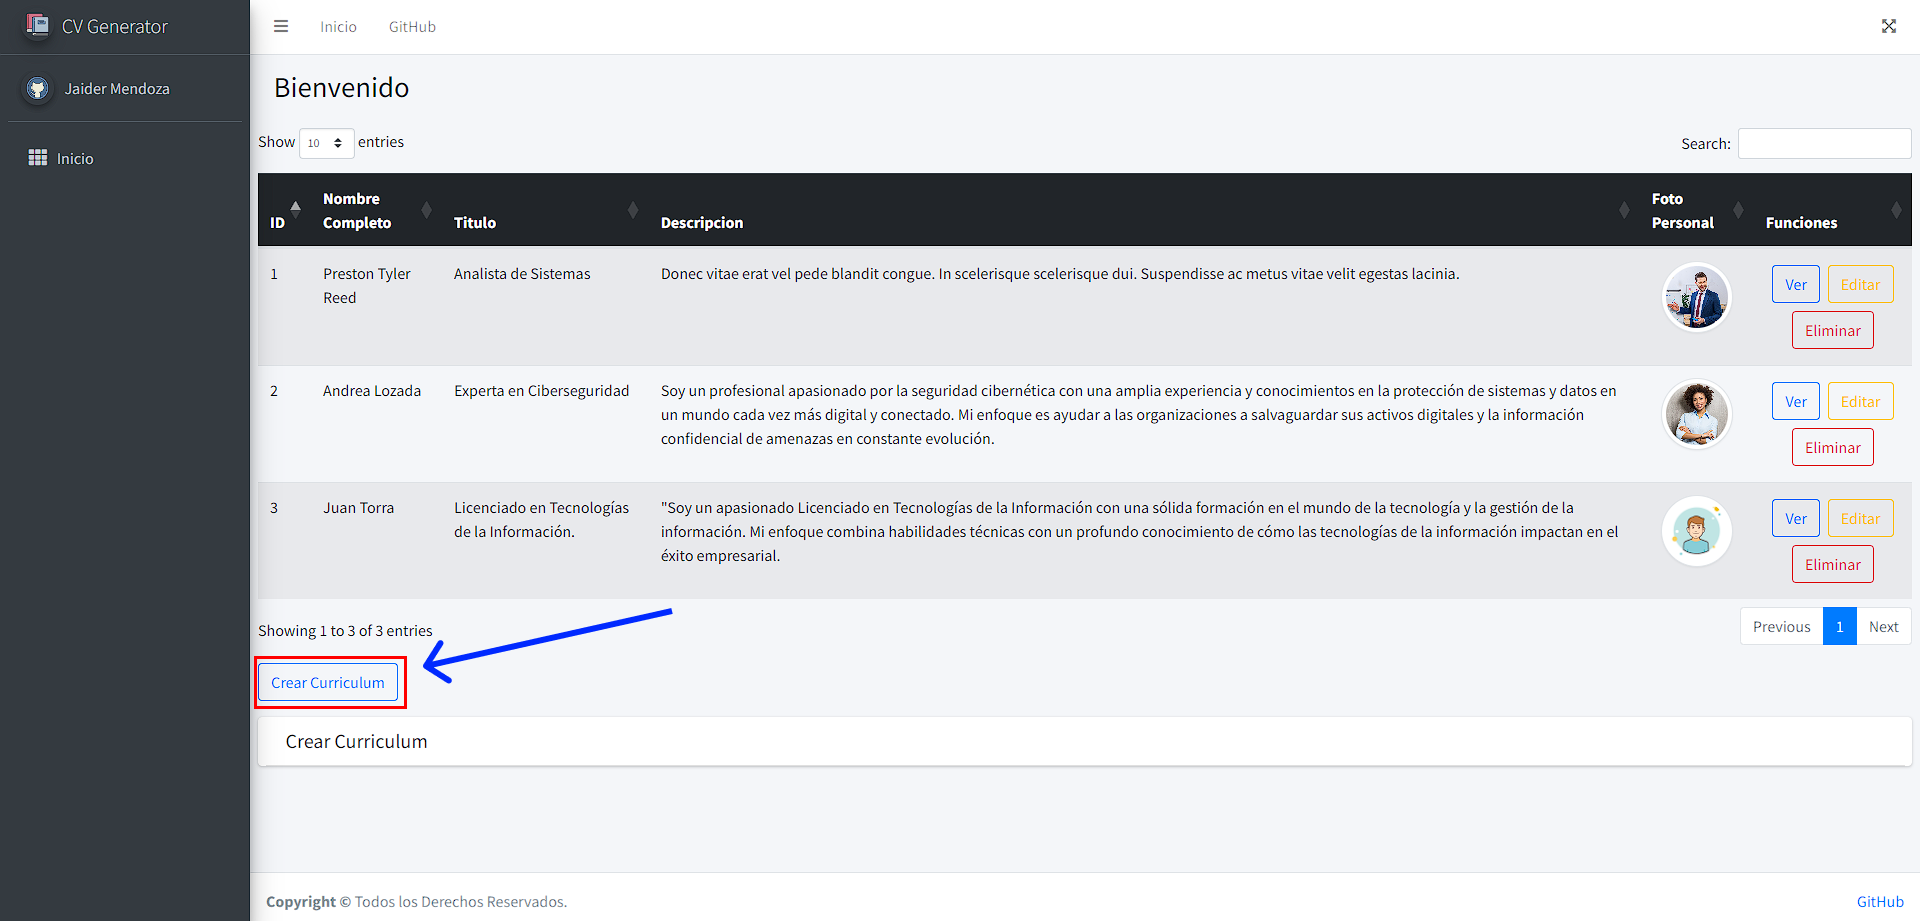 CV Generator
Jaider Mendoza
Inicio
Inicio GitHub
Bienvenido
Show 10 entries
Search:
ID Nombre Completo Titulo Descripcion Foto Personal Funciones
1 Preston Tyler Reed Analista de Sistemas Donec vitae erat vel pede blandit congue. In scelerisque scelerisque dui. Suspendisse ac metus vitae velit egestas lacinia.
Ver Editar
Eliminar
2 Andrea Lozada Experta en Ciberseguridad Soy un profesional apasionado por la seguridad cibernética con una amplia experiencia y conocimientos en la protección de sistemas y datos en
un mundo cada vez más digital y conectado. Mi enfoque es ayudar a las organizaciones a salvaguardar sus activos digitales y la información
confidencial de amenazas en constante evolución.
Ver Editar
Eliminar
3 Juan Torra Licenciado en Tecnologías de la Información. "Soy un apasionado Licenciado en Tecnologías de la Información con una sólida formación en el mundo de la tecnología y la gestión de la
información. Mi enfoque combina habilidades técnicas con un profundo conocimiento de cómo las tecnologías de la información impactan en el
éxito empresarial.
Ver Editar
Eliminar
Showing 1 to 3 of 3 entries
Previous 1 Next
Crear Curriculum
Crear Curriculum
Copyright © Todos los Derechos Reservados.
GitHub